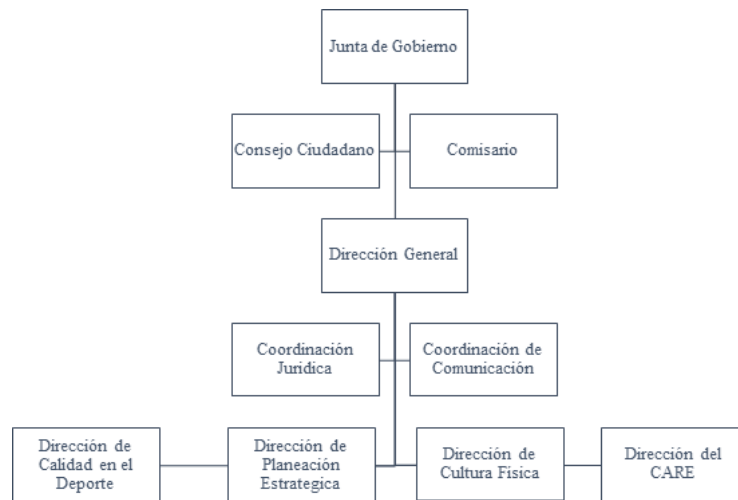 Junta de Gobierno
Consejo Ciudadano
Comisario
Dirección General
Coordinación
Jurídica
Coordinación de
Comunicación
Dirección de
Calidad en el
Deporte
Dirección de
Planeación
Estrategica
Dirección de
Cultura Física
Dirección del
CARE